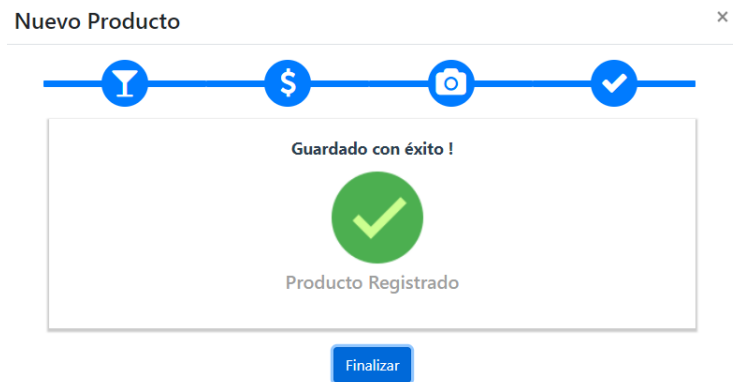 Nuevo Producto
×
$
Guardado con éxito !
Producto Registrado
Finalizar